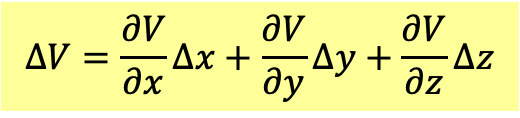 ΔV = ∂V/∂x Δx + ∂V/∂y Δy + ∂V/∂z Δz